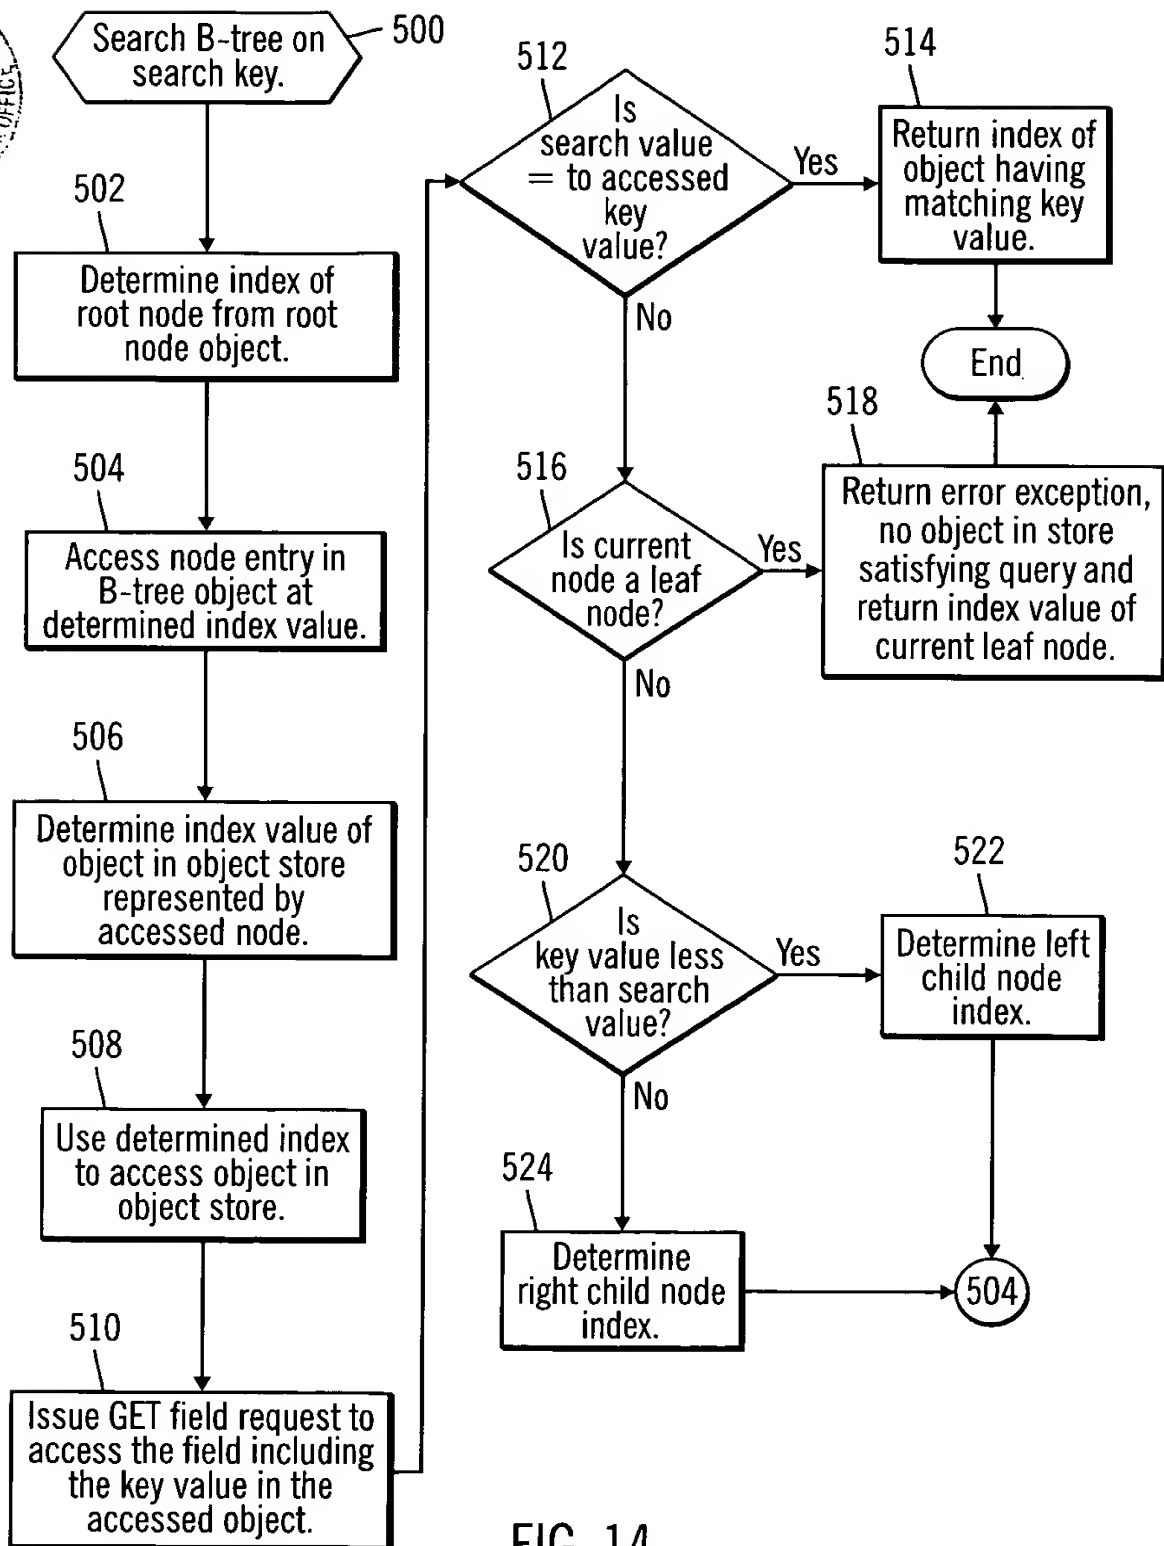 Search B-tree on
search key.
500
502
Determine index of
root node from root
node object.
504
Access node entry in
B-tree object at
determined index value.
506
Determine index value of
object in object store
represented by
accessed node.
508
Use determined index
to access object in
object store.
510
Issue GET field request to
access the field including
the key value in the
accessed object.
512
Is
search value
= to accessed
key
value?
Yes
No
514
Return index of
object having
matching key
value.
End
516
Is current
node a leaf
node?
Yes
No
518
Return error exception,
no object in store
satisfying query and
return index value of
current leaf node.
520
Is
key value less
than search
value?
Yes
No
522
Determine left
child node
index.
524
Determine
right child node
index.
504
FIG. 14
OFFICE